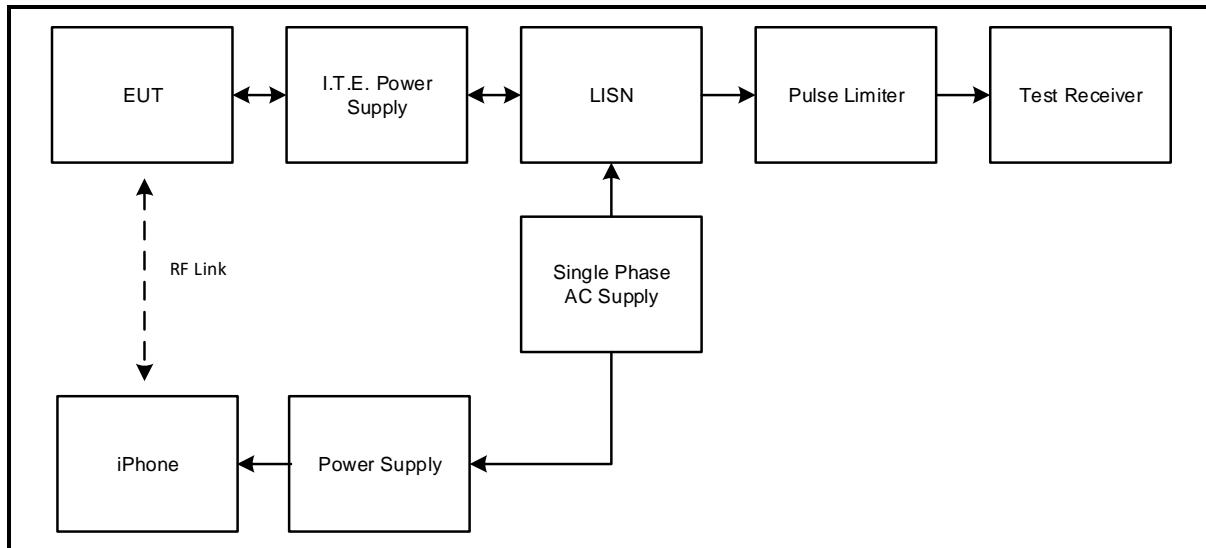 EUT
I.T.E. Power
Supply
LISN
Pulse Limiter
Test Receiver
RF Link
Single Phase
AC Supply
iPhone
Power Supply